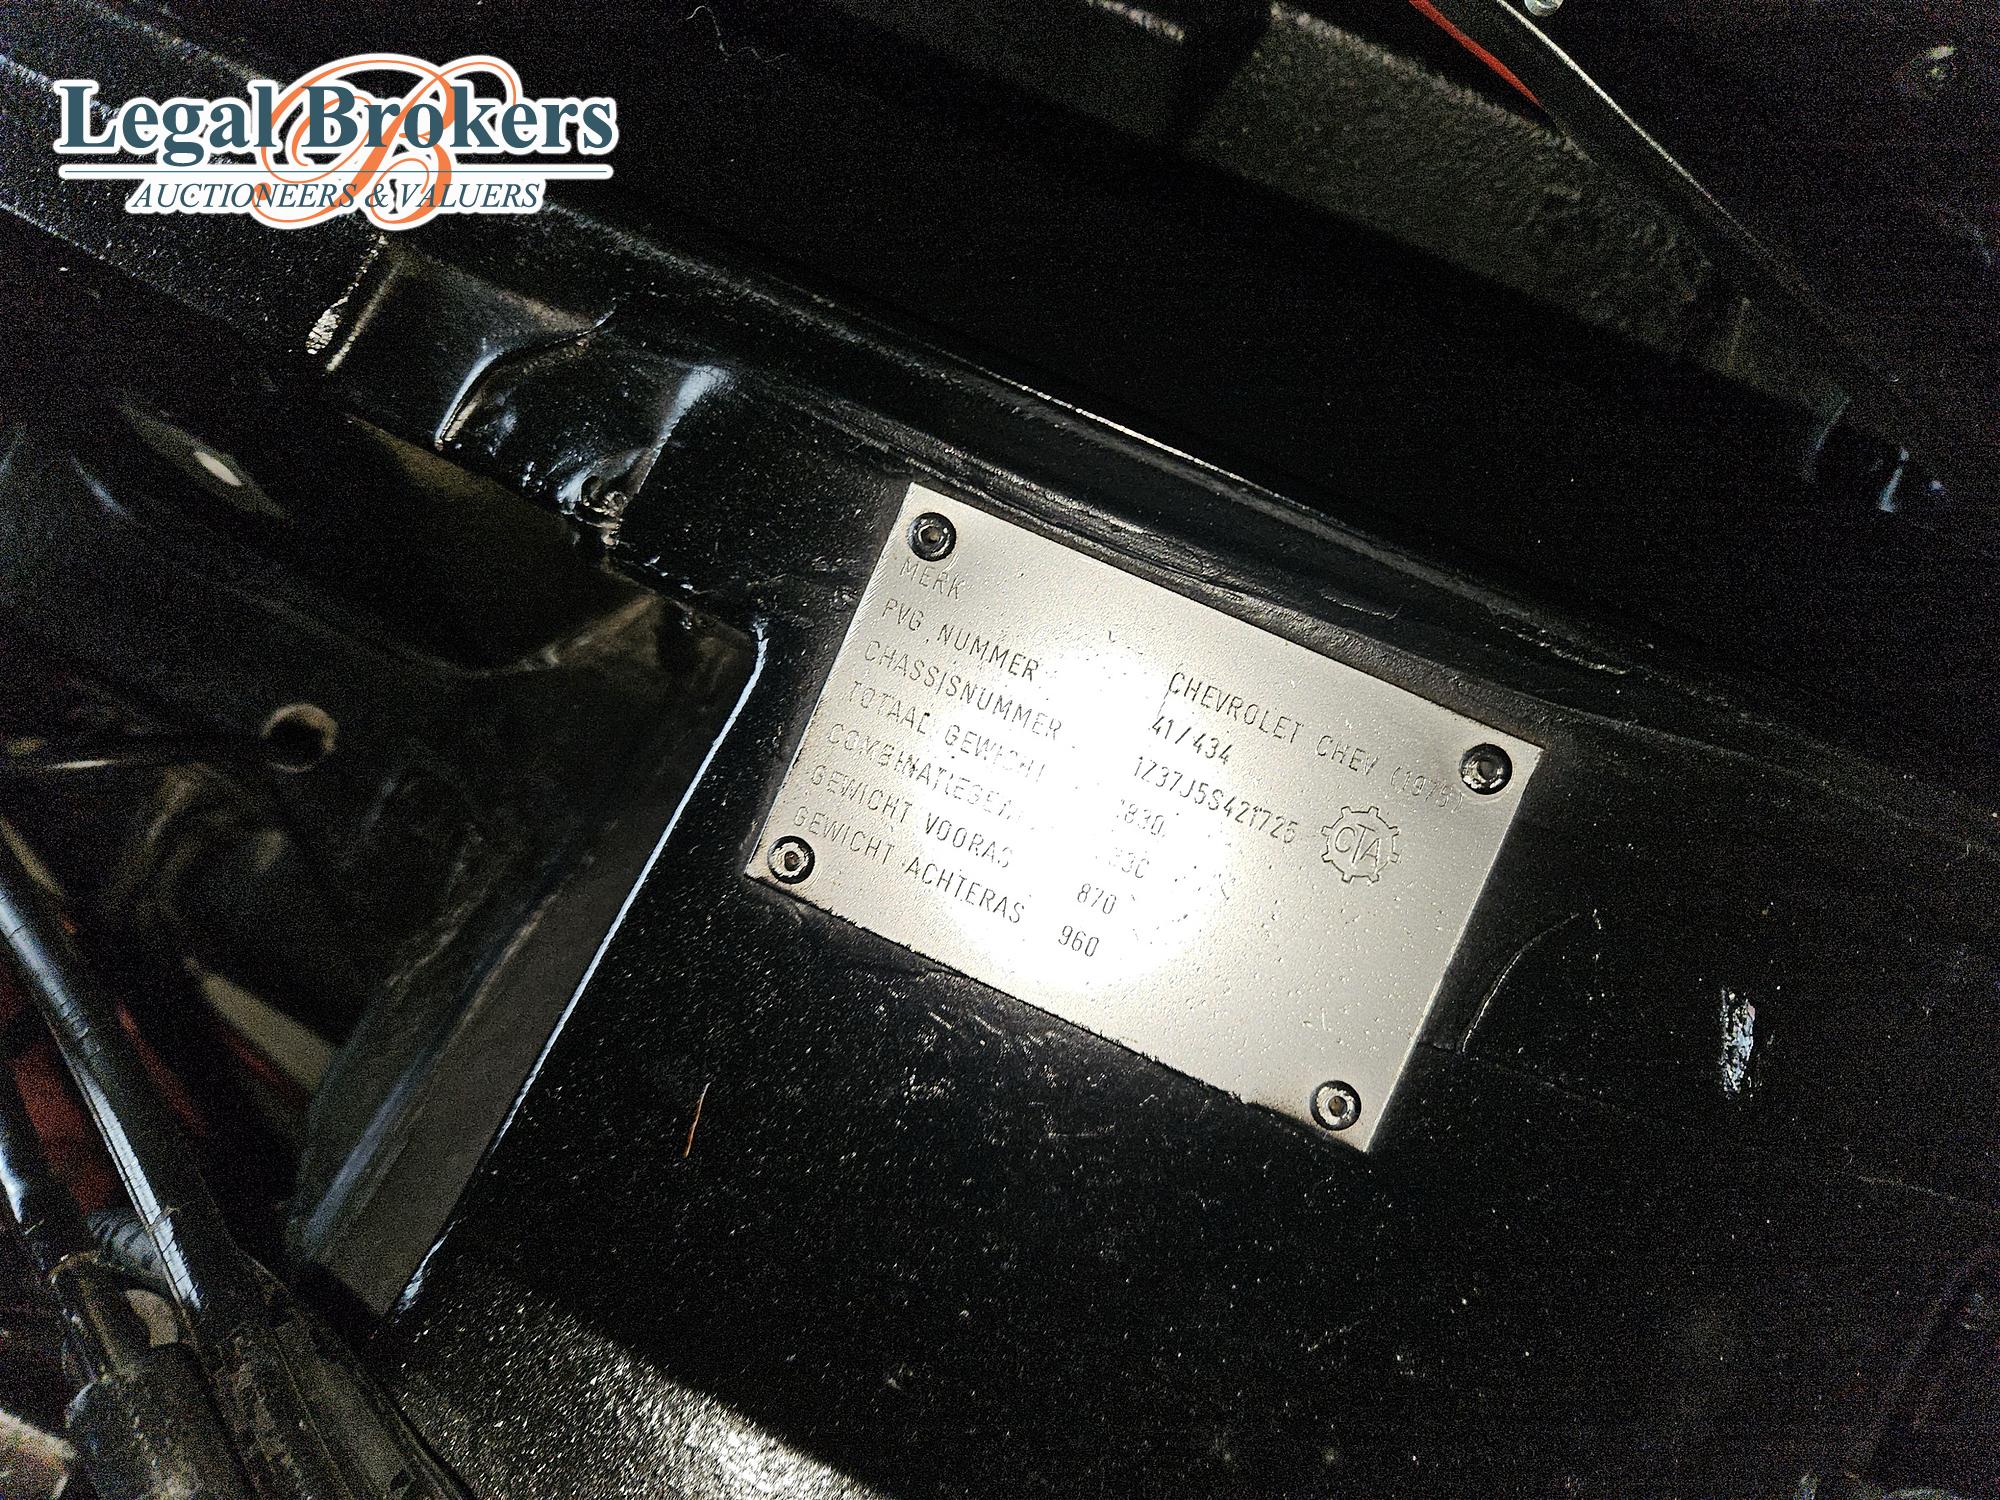 Legal Brokers
AUCTIONEERS & VALUERS
MERK CHEVROLET CHEV (1975)
PVG. NUMMER 41/434
CHASSISNUMMER 1Z37J5S421725
TOTAAL GEWICHT 1830
GEWICHT VOORAS 870
GEWICHT ACHTERAS 960
CTA